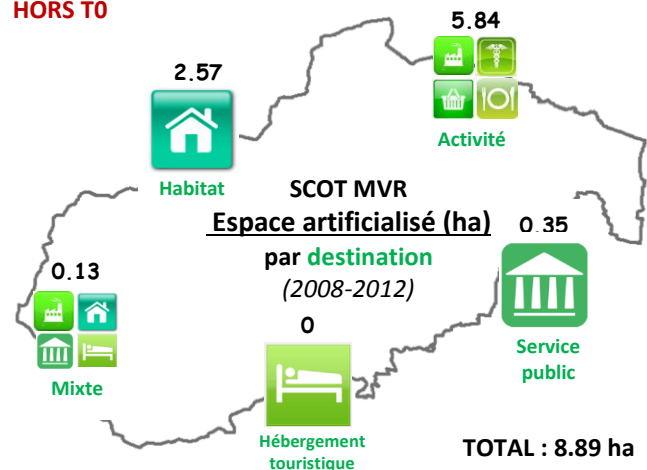 HORS T0
5.84
2.57
Activité
Habitat
SCOT MVR
Espace artificialisé (ha)
par destination
(2008-2012)
0.35
0.13
0
Service
public
Mixte
Hébergement
touristique
TOTAL : 8.89 ha